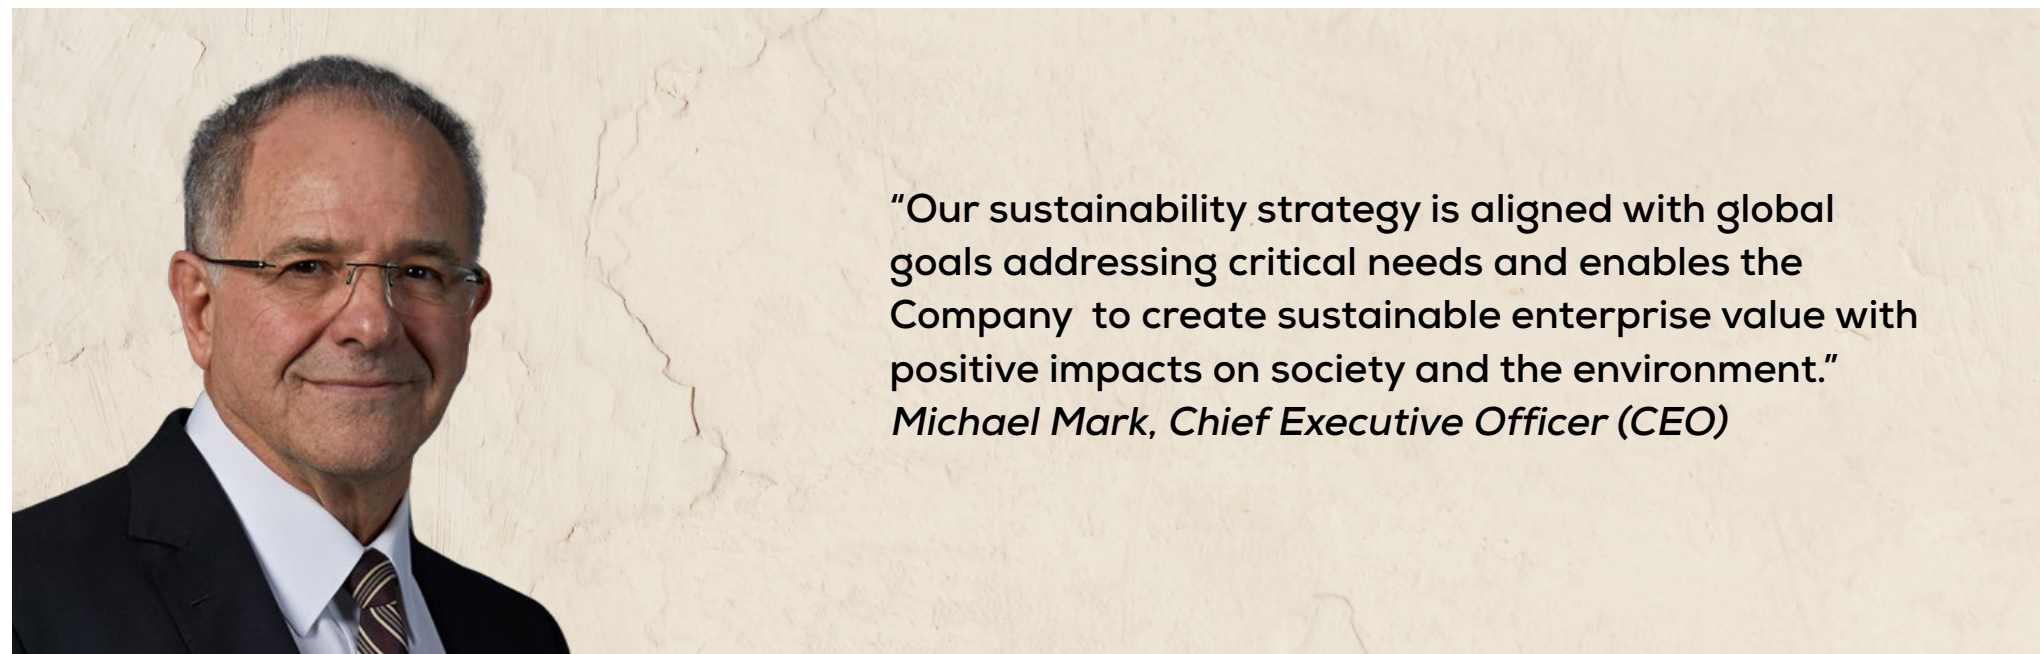 “Our sustainability strategy is aligned with global
goals addressing critical needs and enables the
Company  to create sustainable enterprise value with
positive impacts on society and the environment.”
Michael Mark, Chief Executive Officer (CEO)